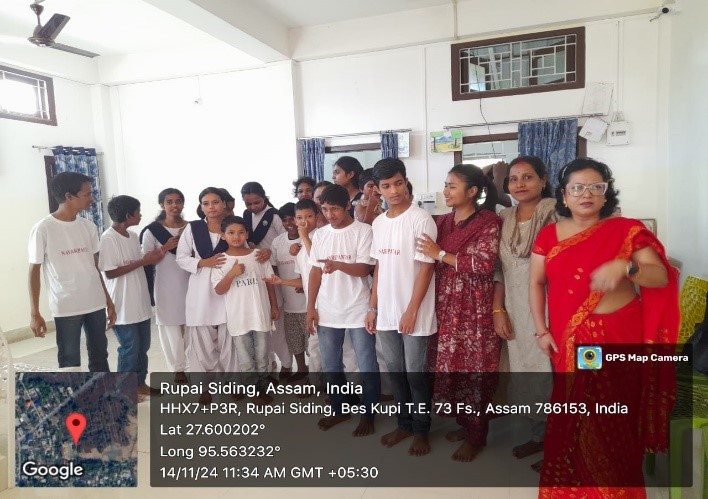 PARIJ
GPS Map Camera
Rupai Siding, Assam, India
HHX7+P3R, Rupai Siding, Bes Kupi T.E. 73 Fs., Assam 786153, India
Lat 27.600202°
Long 95.563232°
14/11/24 11:34 AM GMT +05:30
Google